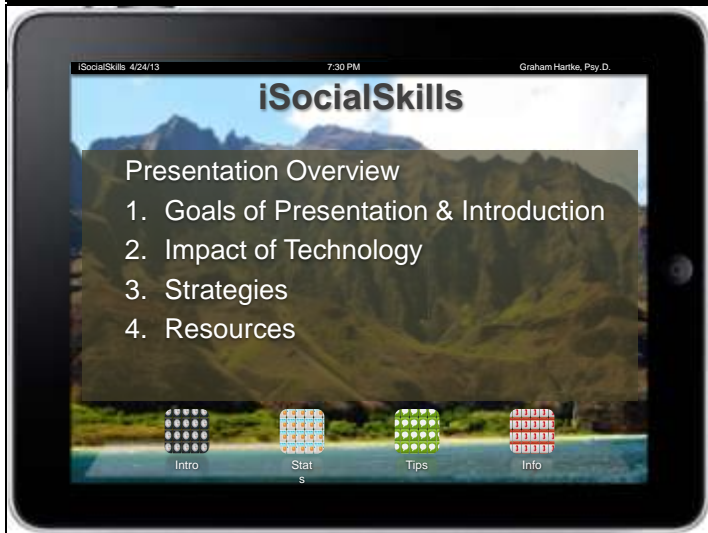 iSocialSkills 4/24/13 7:30 PM Graham Hartke, Psy.D.
iSocialSkills
Presentation Overview
1. Goals of Presentation & Introduction
2. Impact of Technology
3. Strategies
4. Resources
Intro Stat Tips Info
s